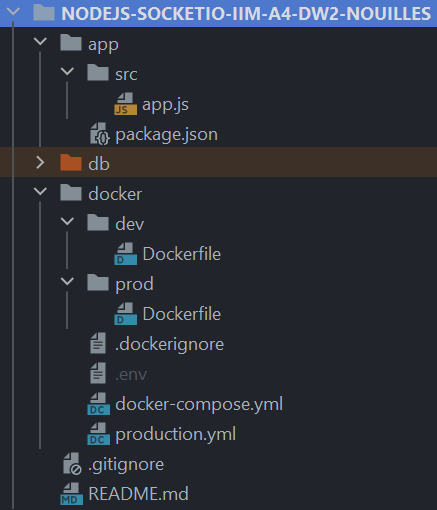 NODEJS-SOCKETIO-IIM-A4-DW2-NOUILLES
app
src
JS app.js
{} package.json
db
docker
dev
D Dockerfile
prod
D Dockerfile
.dockerignore
.env
DC docker-compose.yml
DC production.yml
.gitignore
README.md